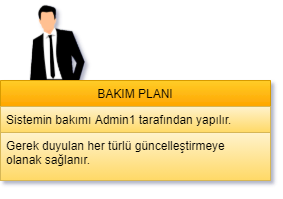 BAKIM PLANI
Sistemin bakımı Admin1 tarafından yapılır.
Gerek duyulan her türlü güncelleştirmeye
olanak sağlanır.